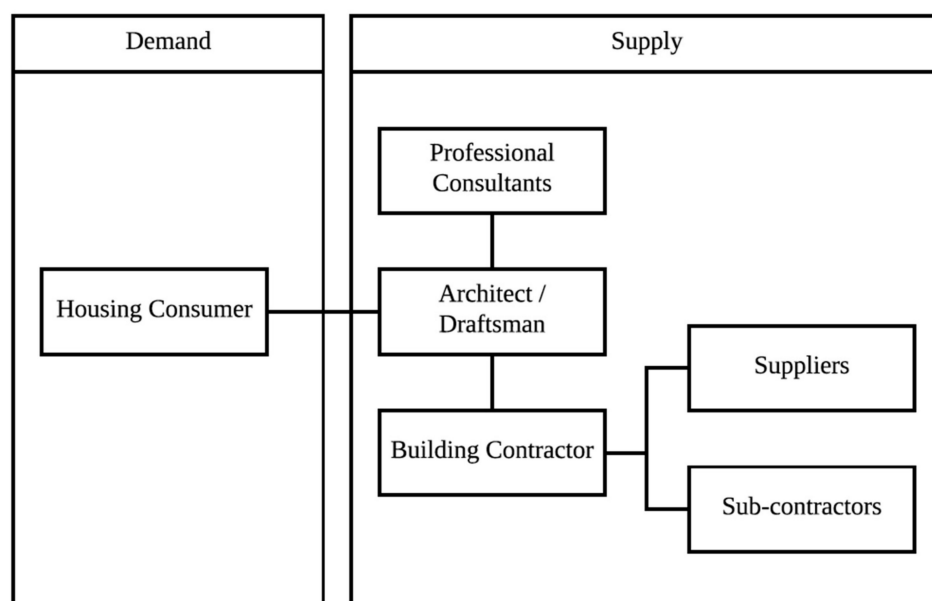 Demand
Supply
Professional
Consultants
Housing Consumer
Architect /
Draftsman
Suppliers
Building Contractor
Sub-contractors